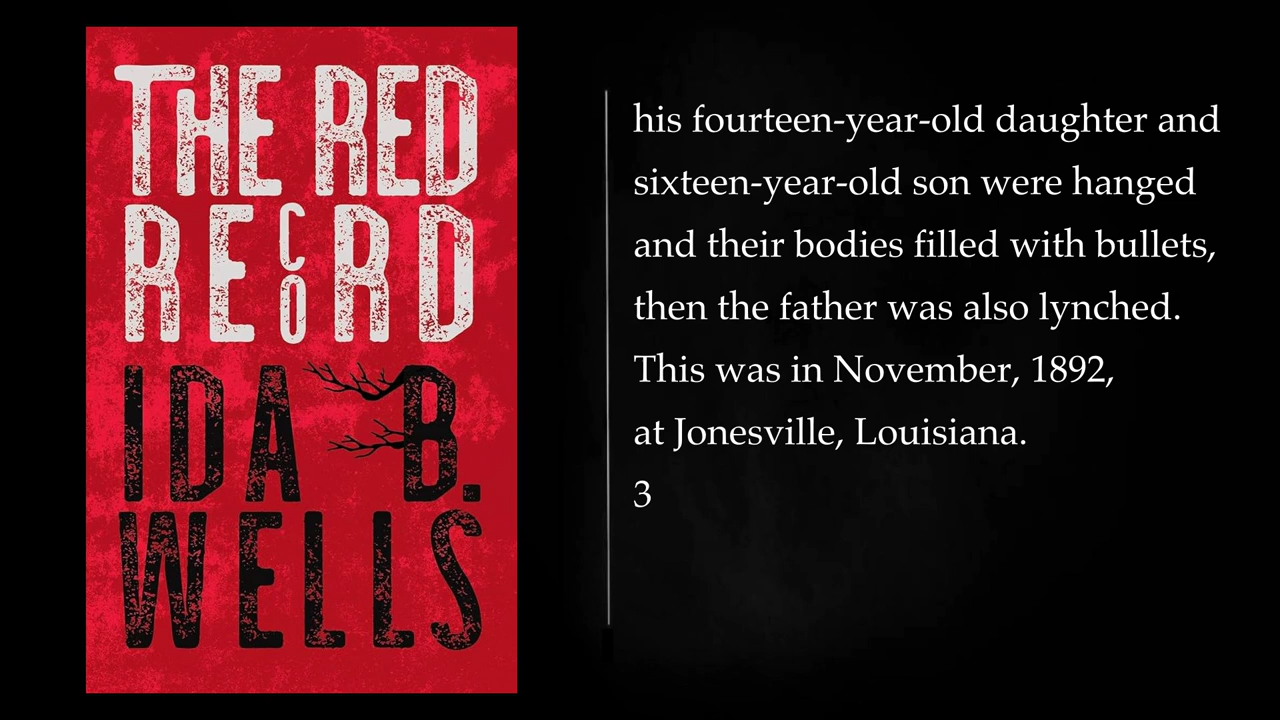 THE RED
RECORD
IDA B.
WELLS
his fourteen-year-old daughter and
sixteen-year-old son were hanged
and their bodies filled with bullets,
then the father was also lynched.
This was in November, 1892,
at Jonesville, Louisiana.
3